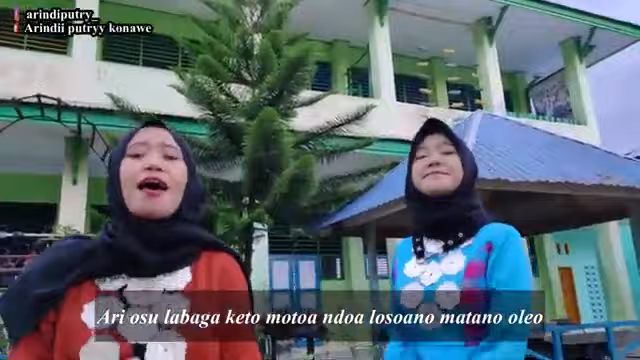 arindiputry_
Arindii putryy konawe
Ari osu labaga keto motoa ndoa losoano matano oleo